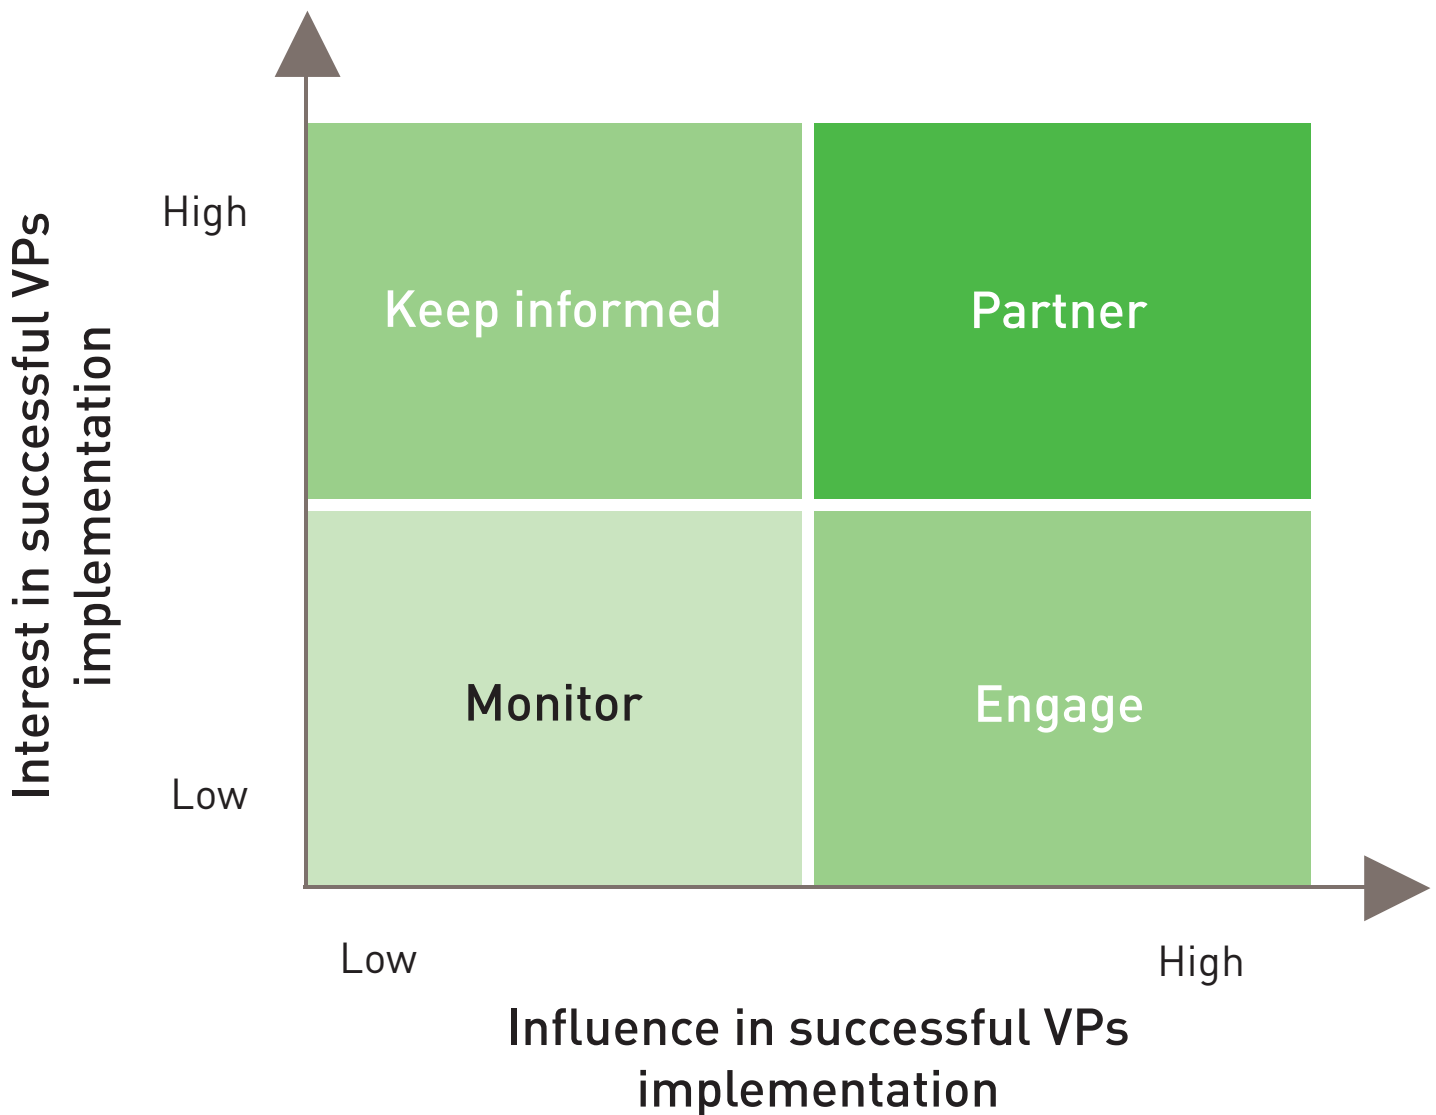 Interest in successful VPs
implementation
High
Low
Keep informed
Partner
Monitor
Engage
Low
High
Influence in successful VPs
implementation